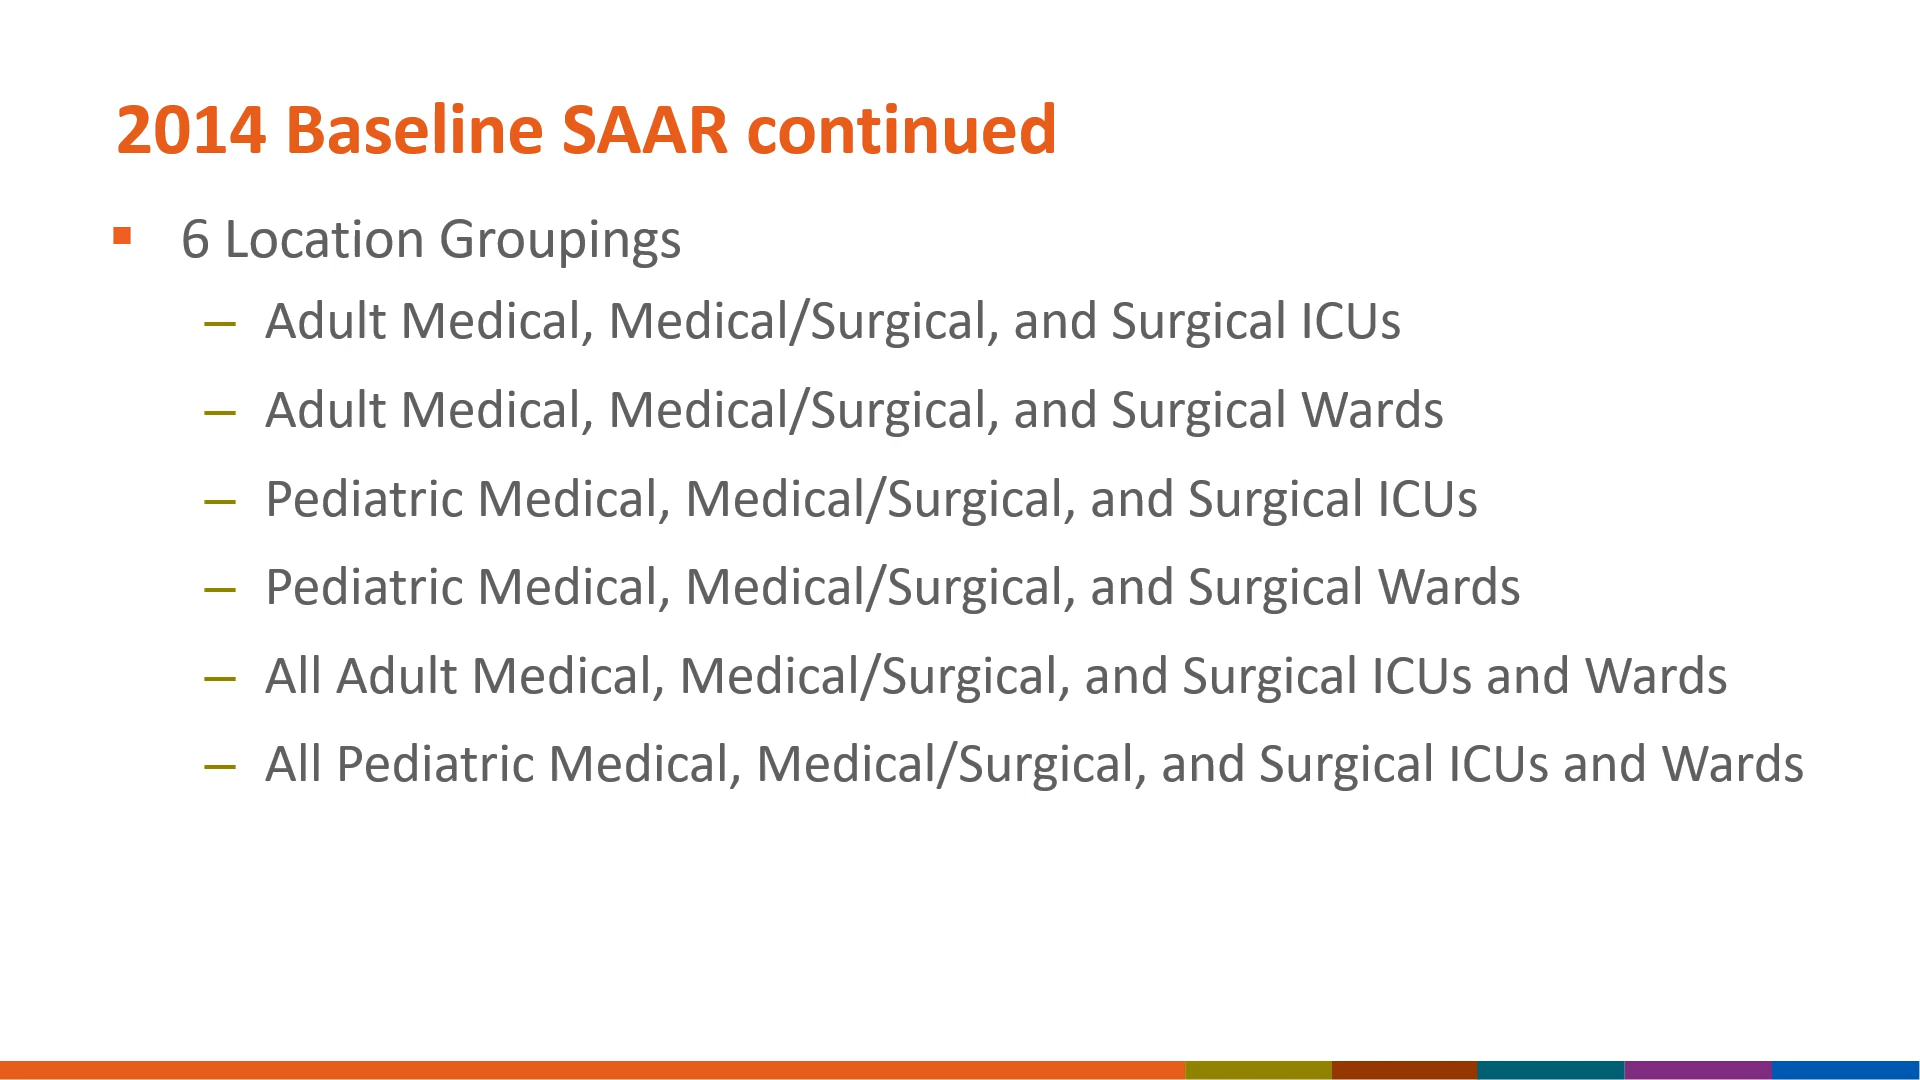 2014 Baseline SAAR continued
▪ 6 Location Groupings
– Adult Medical, Medical/Surgical, and Surgical ICUs
– Adult Medical, Medical/Surgical, and Surgical Wards
– Pediatric Medical, Medical/Surgical, and Surgical ICUs
– Pediatric Medical, Medical/Surgical, and Surgical Wards
– All Adult Medical, Medical/Surgical, and Surgical ICUs and Wards
– All Pediatric Medical, Medical/Surgical, and Surgical ICUs and Wards